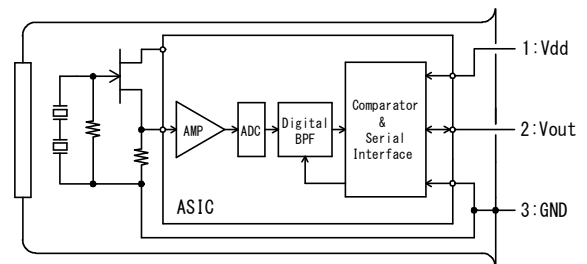 1:Vdd
AMP
ADC
Digital
BPF
Comparator
&
Serial
Interface
2:Vout
ASIC
3:GND